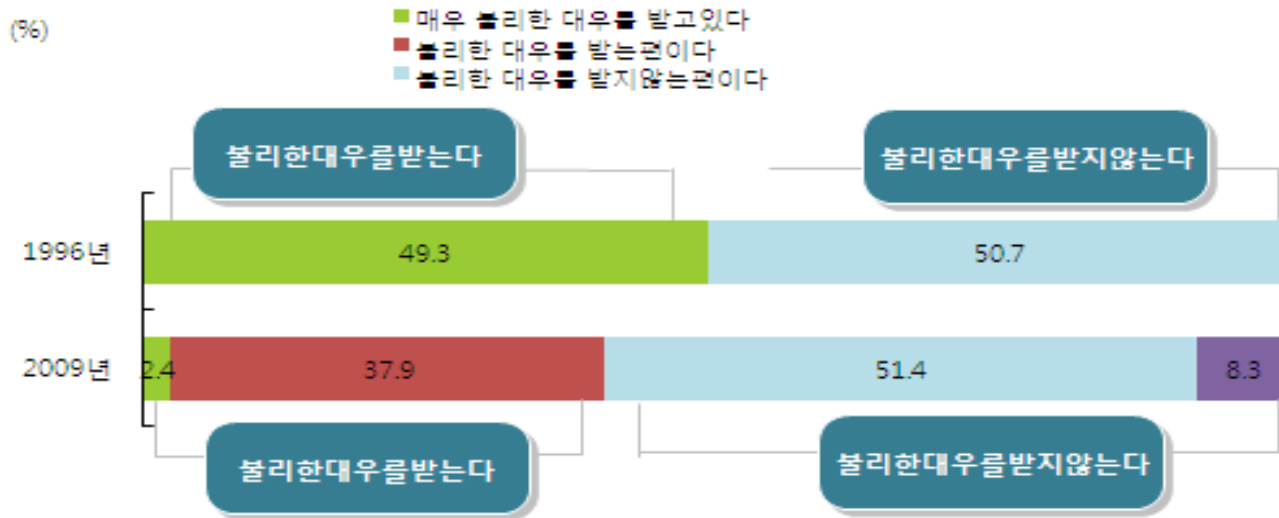 (%)
매우 불리한 대우를 받고있다
불리한 대우를 받는편이다
불리한 대우를 받지않는편이다
불리한대우를받는다
불리한대우를받지않는다
1996년
49.3
50.7
2009년
2.4
37.9
51.4
8.3
불리한대우를받는다
불리한대우를받지않는다